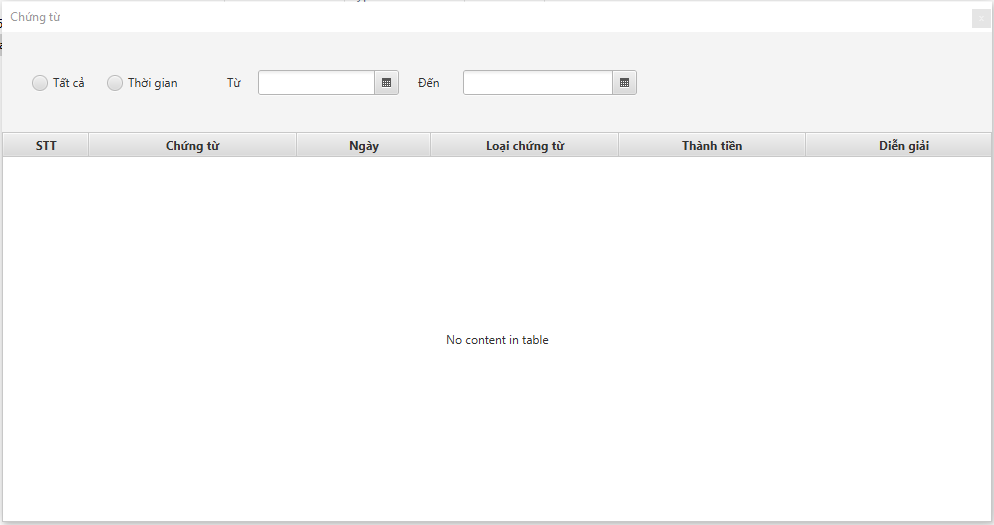 Chứng từ
Tất cả Thời gian Từ Đến
STT Chứng từ Ngày Loại chứng từ Thành tiền Diễn giải
No content in table